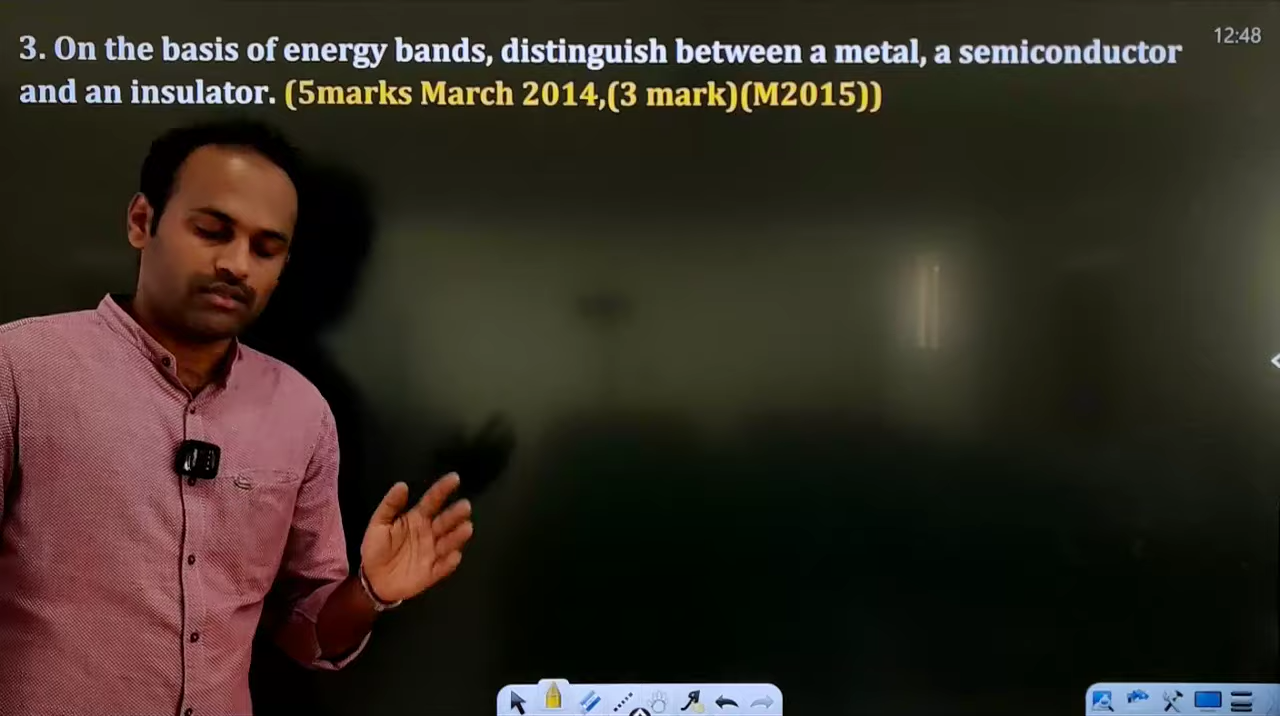 12:48
3. On the basis of energy bands, distinguish between a metal, a semiconductor
and an insulator. (5marks March 2014,(3 mark)(M2015))